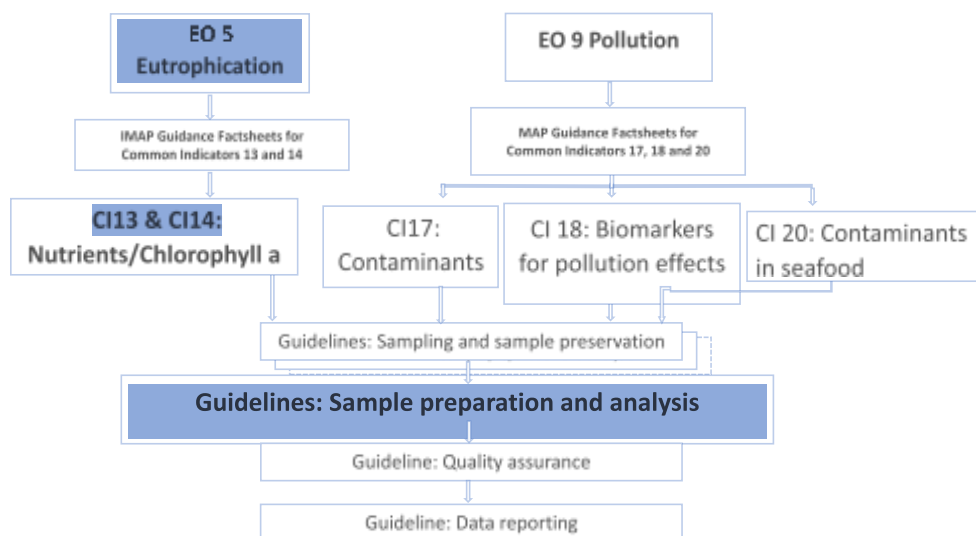 EO 5
Eutrophication
EO 9 Pollution
IMAP Guidance Factsheets for
Common Indicators 13 and 14
MAP Guidance Factsheets for
Common Indicators 17, 18 and 20
CI13 & CI14:
Nutrients/Chlorophyll a
CI17:
Contaminants
CI 18: Biomarkers
for pollution effects
CI 20: Contaminants
in seafood
Guidelines: Sampling and sample preservation
Guidelines: Sample preparation and analysis
Guideline: Quality assurance
Guideline: Data reporting